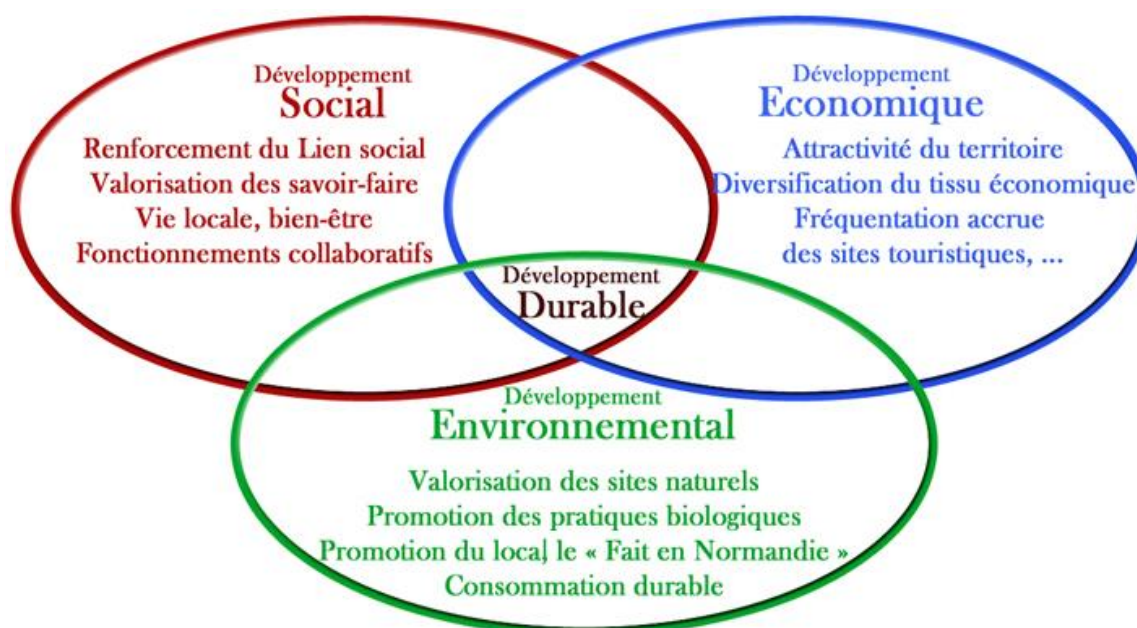 Développement
Social
Renforcement du Lien social
Valorisation des savoir-faire
Vie locale, bien-être
Fonctionnements collaboratifs
Développement
Economique
Attractivité du territoire
Diversification du tissu économique
Fréquentation accrue
des sites touristiques, ...
Développement
Durable
Développement
Environnemental
Valorisation des sites naturels
Promotion des pratiques biologiques
Promotion du local, le « Fait en Normandie »
Consommation durable